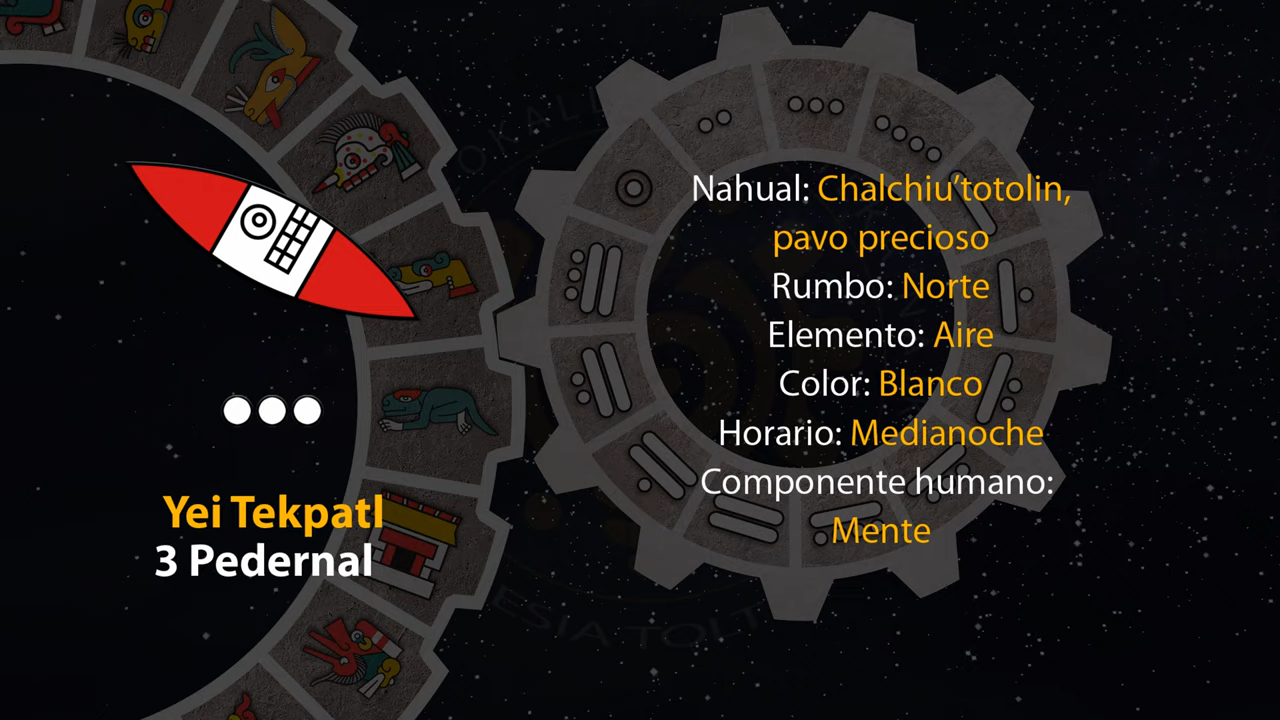 Yei Tekpatl
3 Pedernal
Nahual: Chalchiu’totolin,
pavo precioso
Rumbo: Norte
Elemento: Aire
Color: Blanco
Horario: Medianoche
Componente humano:
Mente